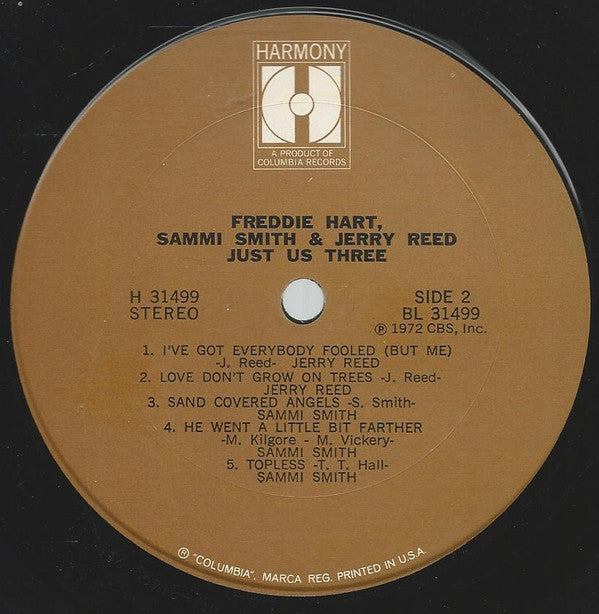 HARMONY
A PRODUCT OF
COLUMBIA RECORDS
FREDDIE HART,
SAMMI SMITH & JERRY REED
JUST US THREE
H 31499
STEREO
SIDE 2
BL 31499
℗ 1972 CBS, Inc.
1. I'VE GOT EVERYBODY FOOLED (BUT ME)
-J. Reed- JERRY REED
2. LOVE DON'T GROW ON TREES -J. Reed-
JERRY REED
3. SAND COVERED ANGELS -S. Smith-
SAMMI SMITH
4. HE WENT A LITTLE BIT FARTHER
-M. Kilgore - M. Vickery-
SAMMI SMITH
5. TOPLESS -T. T. Hall-
SAMMI SMITH
® "COLUMBIA", MARCA REG. PRINTED IN U.S.A.